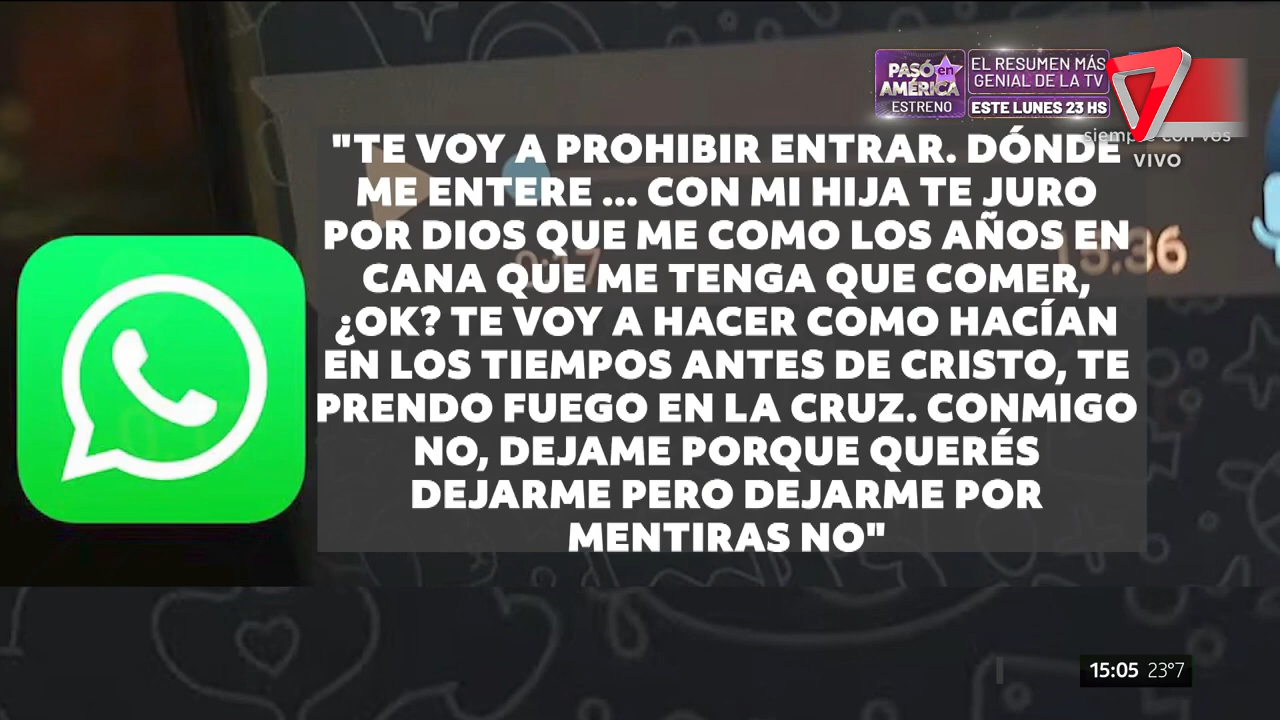 PASÓ en
AMÉRICA
ESTRENO
EL RESUMEN MÁS
GENIAL DE LA TV
ESTE LUNES 23 HS
VIVO
"TE VOY A PROHIBIR ENTRAR. DÓNDE
ME ENTERE ... CON MI HIJA TE JURO
POR DIOS QUE ME COMO LOS AÑOS EN
CANA QUE ME TENGA QUE COMER,
¿OK? TE VOY A HACER COMO HACÍAN
EN LOS TIEMPOS ANTES DE CRISTO, TE
PRENDO FUEGO EN LA CRUZ. CONMIGO
NO, DEJAME PORQUE QUERÉS
DEJARME PERO DEJARME POR
MENTIRAS NO"
15:05 23°7